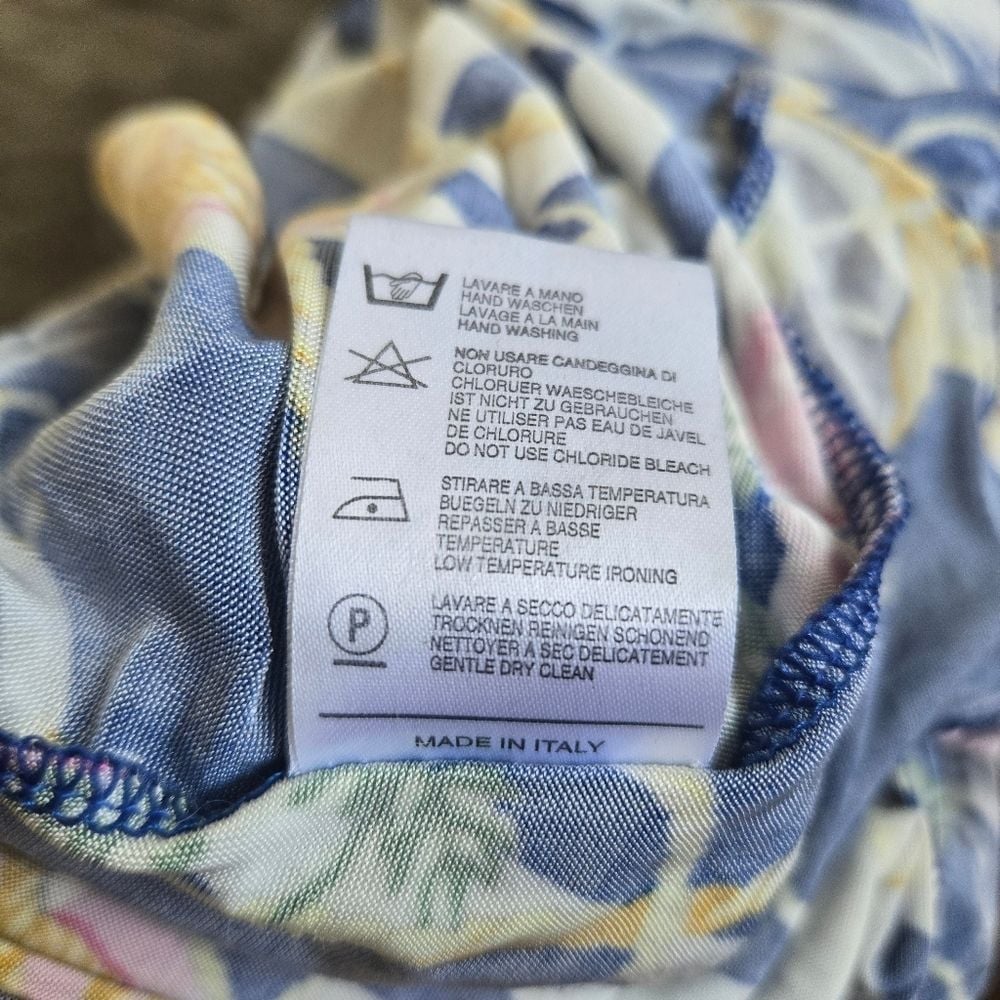 LAVARE A MANO
HAND WASCHEN
LAVAGE A LA MAIN
HAND WASHING
NON USARE CANDEGGINA DI
CLORURO
CHLORUER WAESCHEBLEICHE
IST NICHT ZU GEBRAUCHEN
NE UTILISER PAS EAU DE JAVEL
DE CHLORURE
DO NOT USE CHLORIDE BLEACH
STIRARE A BASSA TEMPERATURA
BUEGELN ZU NIEDRIGER
REPASSER A BASSE
TEMPERATURE
LOW TEMPERATURE IRONING
P
LAVARE A SECCO DELICATAMENTE
TROCKNEN REINIGEN SCHONEND
NETTOYER A SEC DELICATEMENT
GENTLE DRY CLEAN
MADE IN ITALY